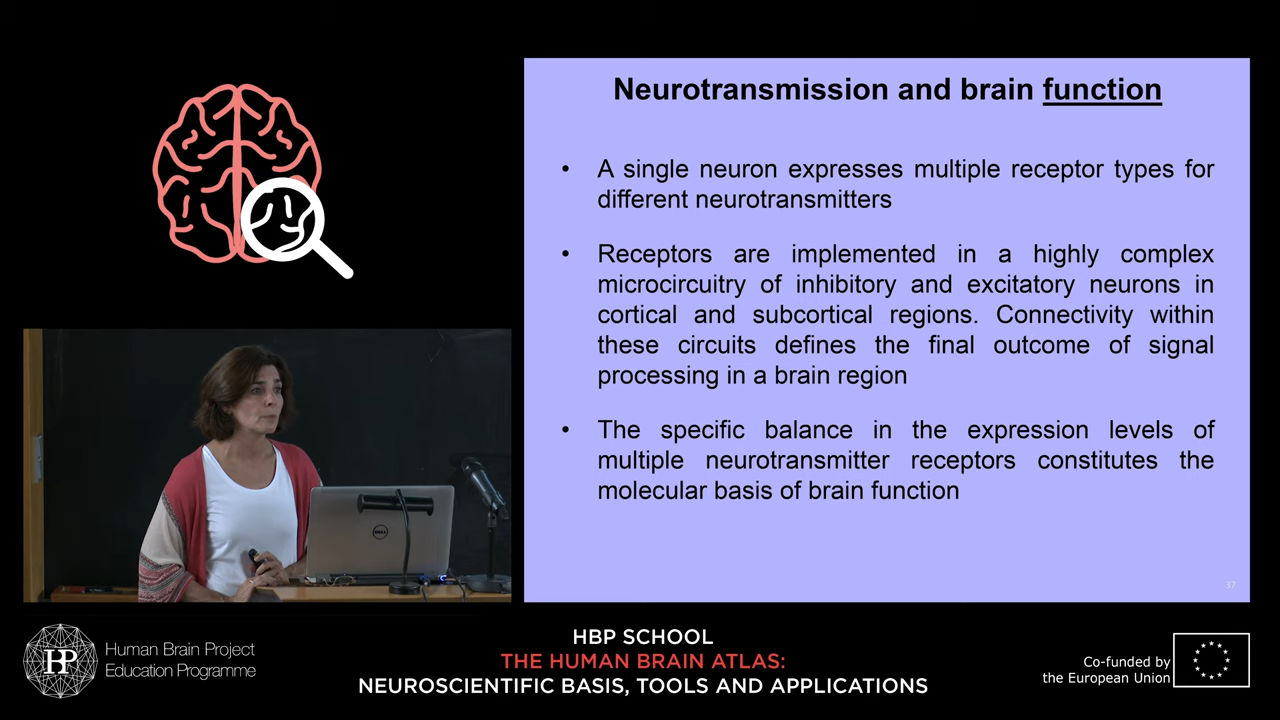 Neurotransmission and brain function
• A single neuron expresses multiple receptor types for
different neurotransmitters
• Receptors are implemented in a highly complex
microcircuitry of inhibitory and excitatory neurons in
cortical and subcortical regions. Connectivity within
these circuits defines the final outcome of signal
processing in a brain region
• The specific balance in the expression levels of
multiple neurotransmitter receptors constitutes the
molecular basis of brain function
37
DELL
HBP
Human Brain Project
Education Programme
HBP SCHOOL
THE HUMAN BRAIN ATLAS:
NEUROSCIENTIFIC BASIS, TOOLS AND APPLICATIONS
Co-funded by
the European Union